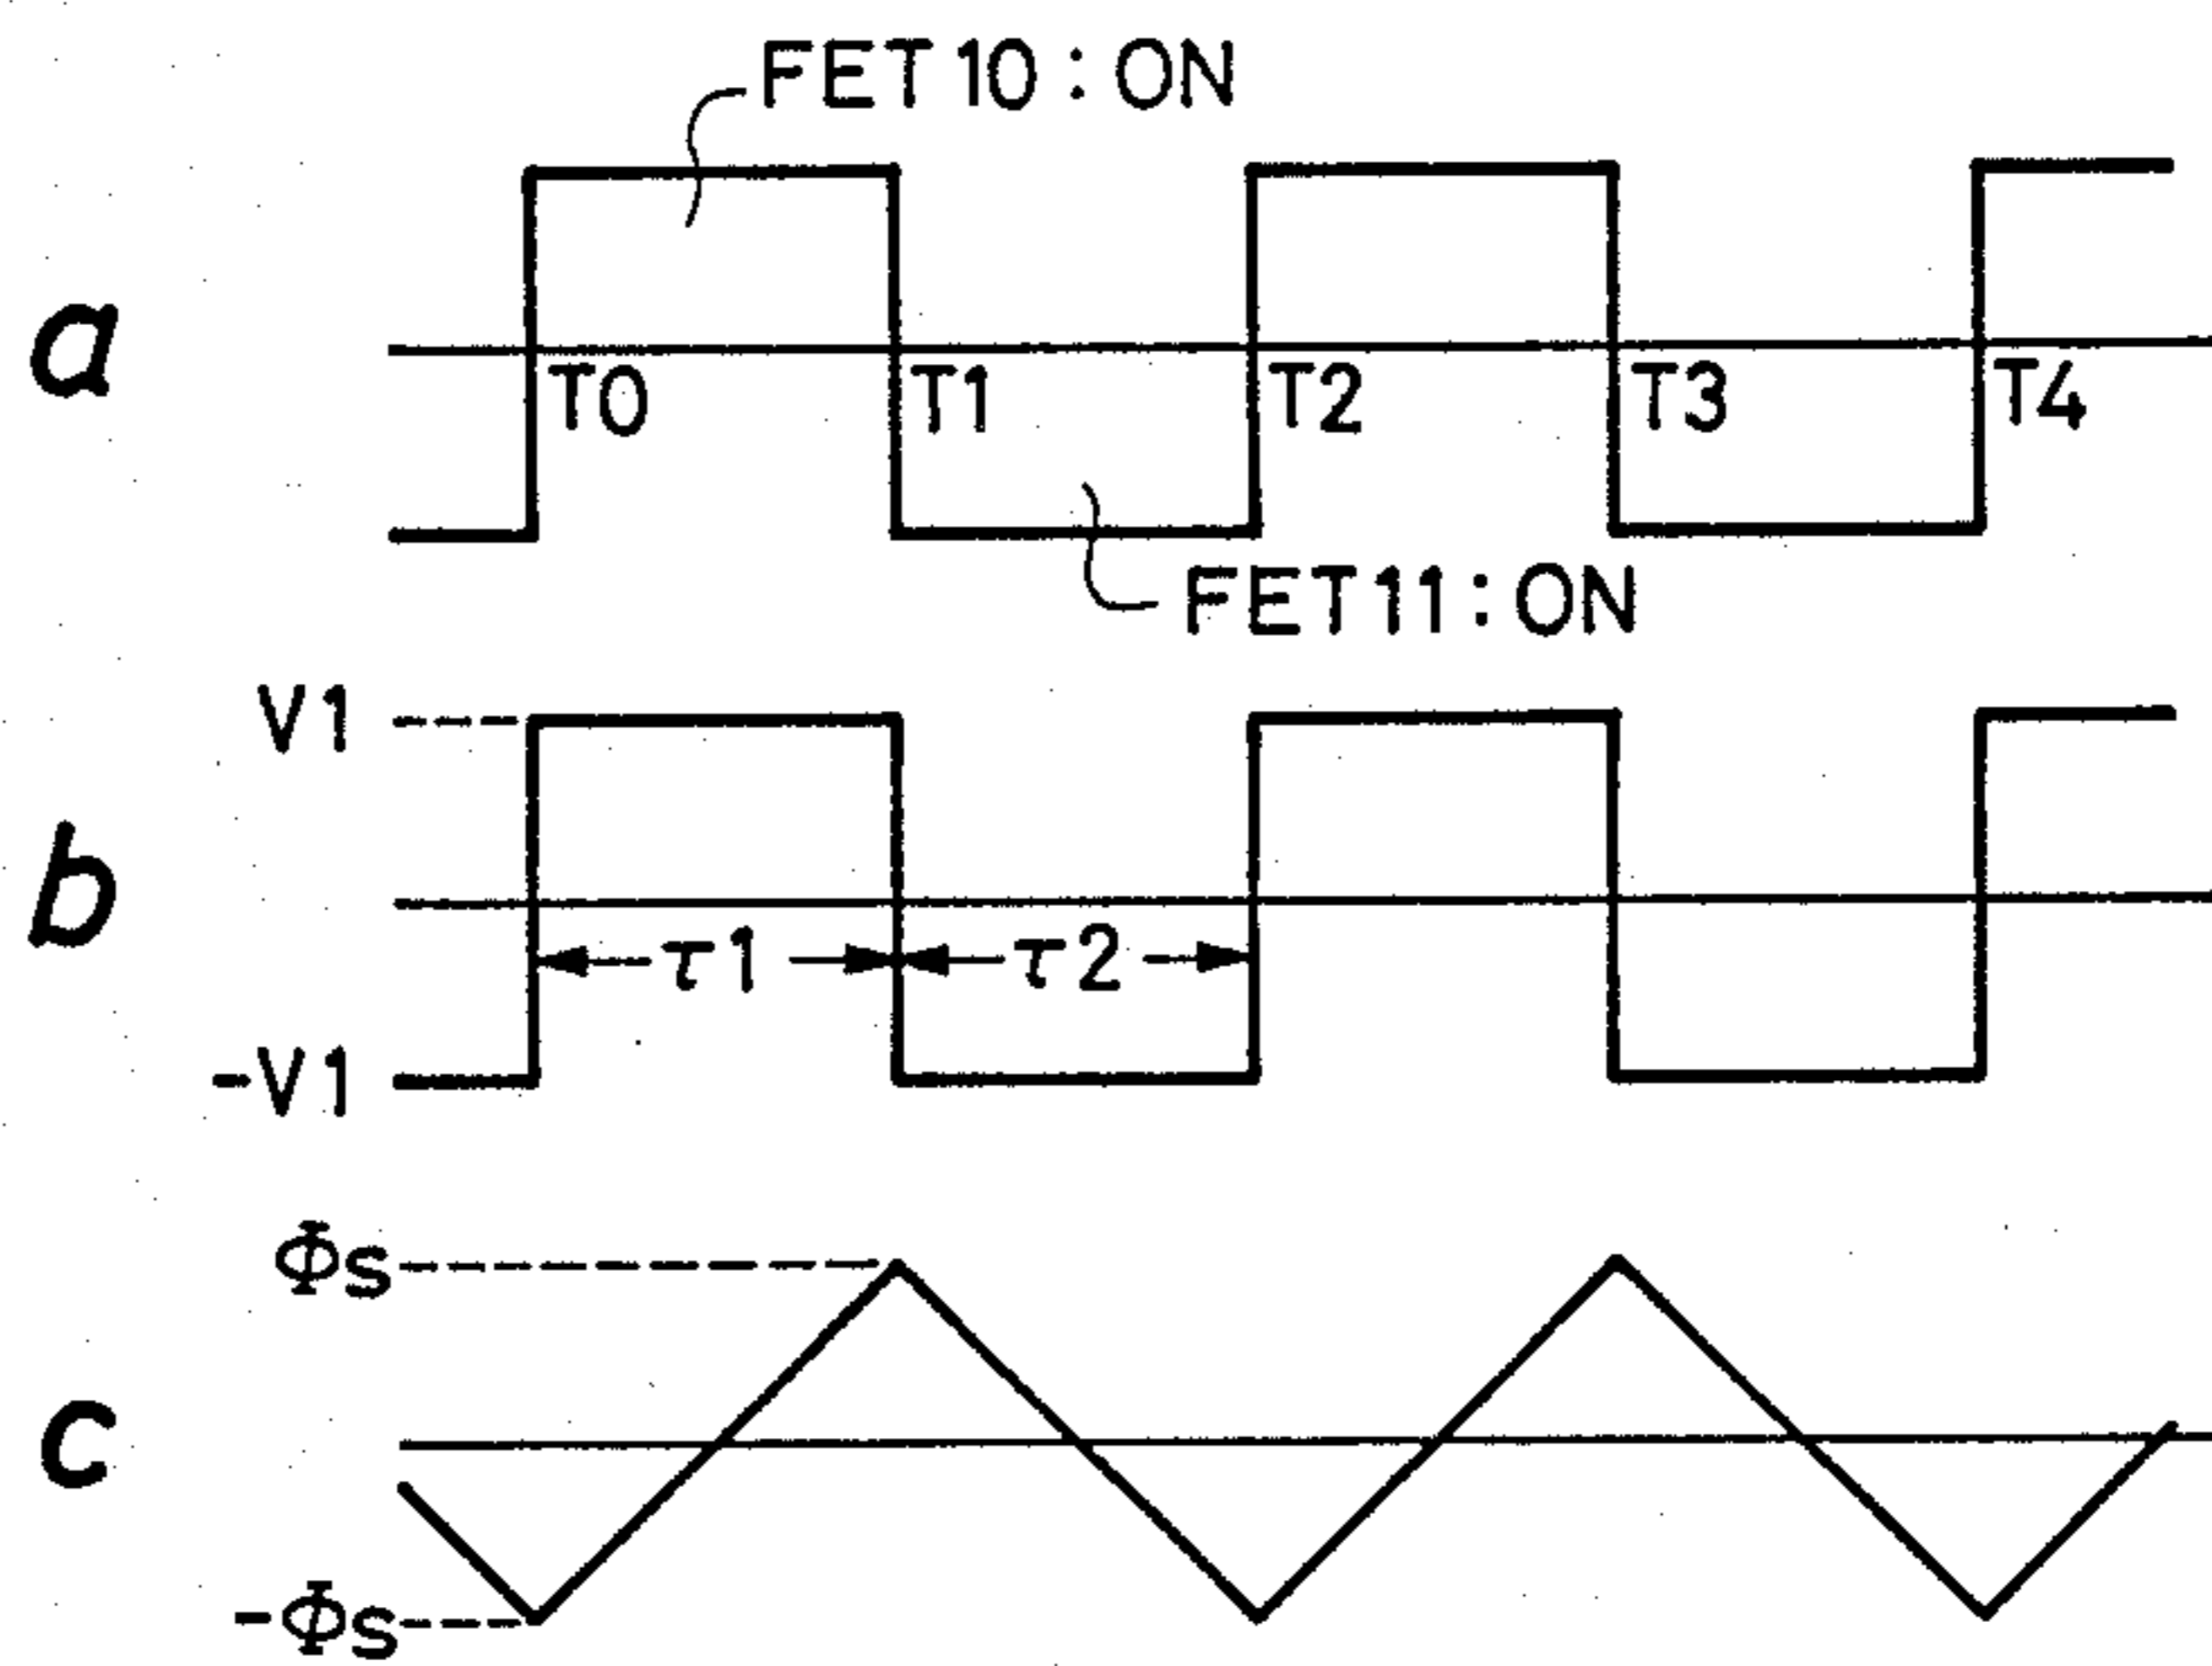 FET10:ON
a
T0 T1 T2 T3 T4
FET11:ON
V1
b
τ1 τ2
-V1
Φs
c
-Φs